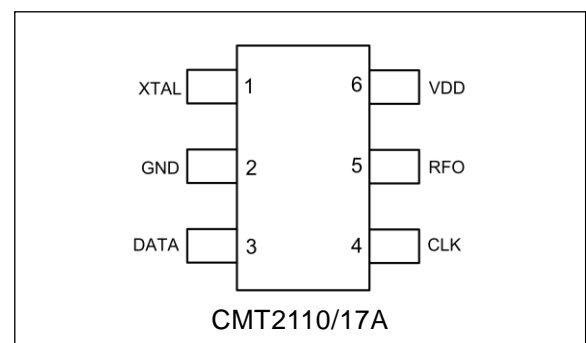 XTAL 1 6 VDD
GND 2 5 RFO
DATA 3 4 CLK
CMT2110/17A